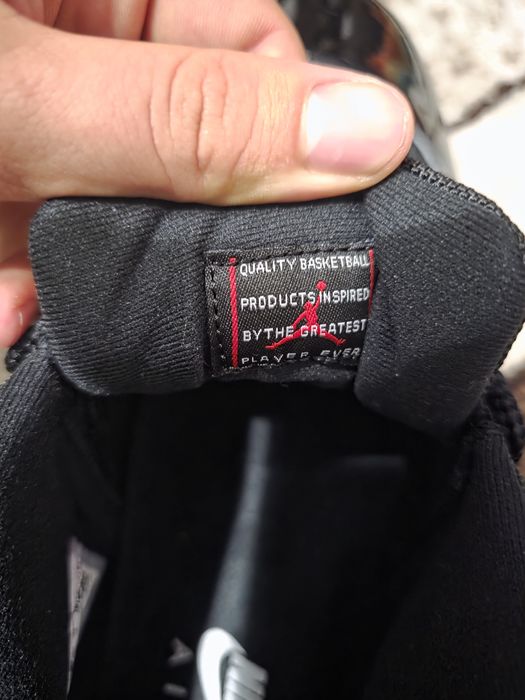 QUALITY BASKETBALL
PRODUCTS INSPIRED
BY THE GREATEST
PLAYER EVER